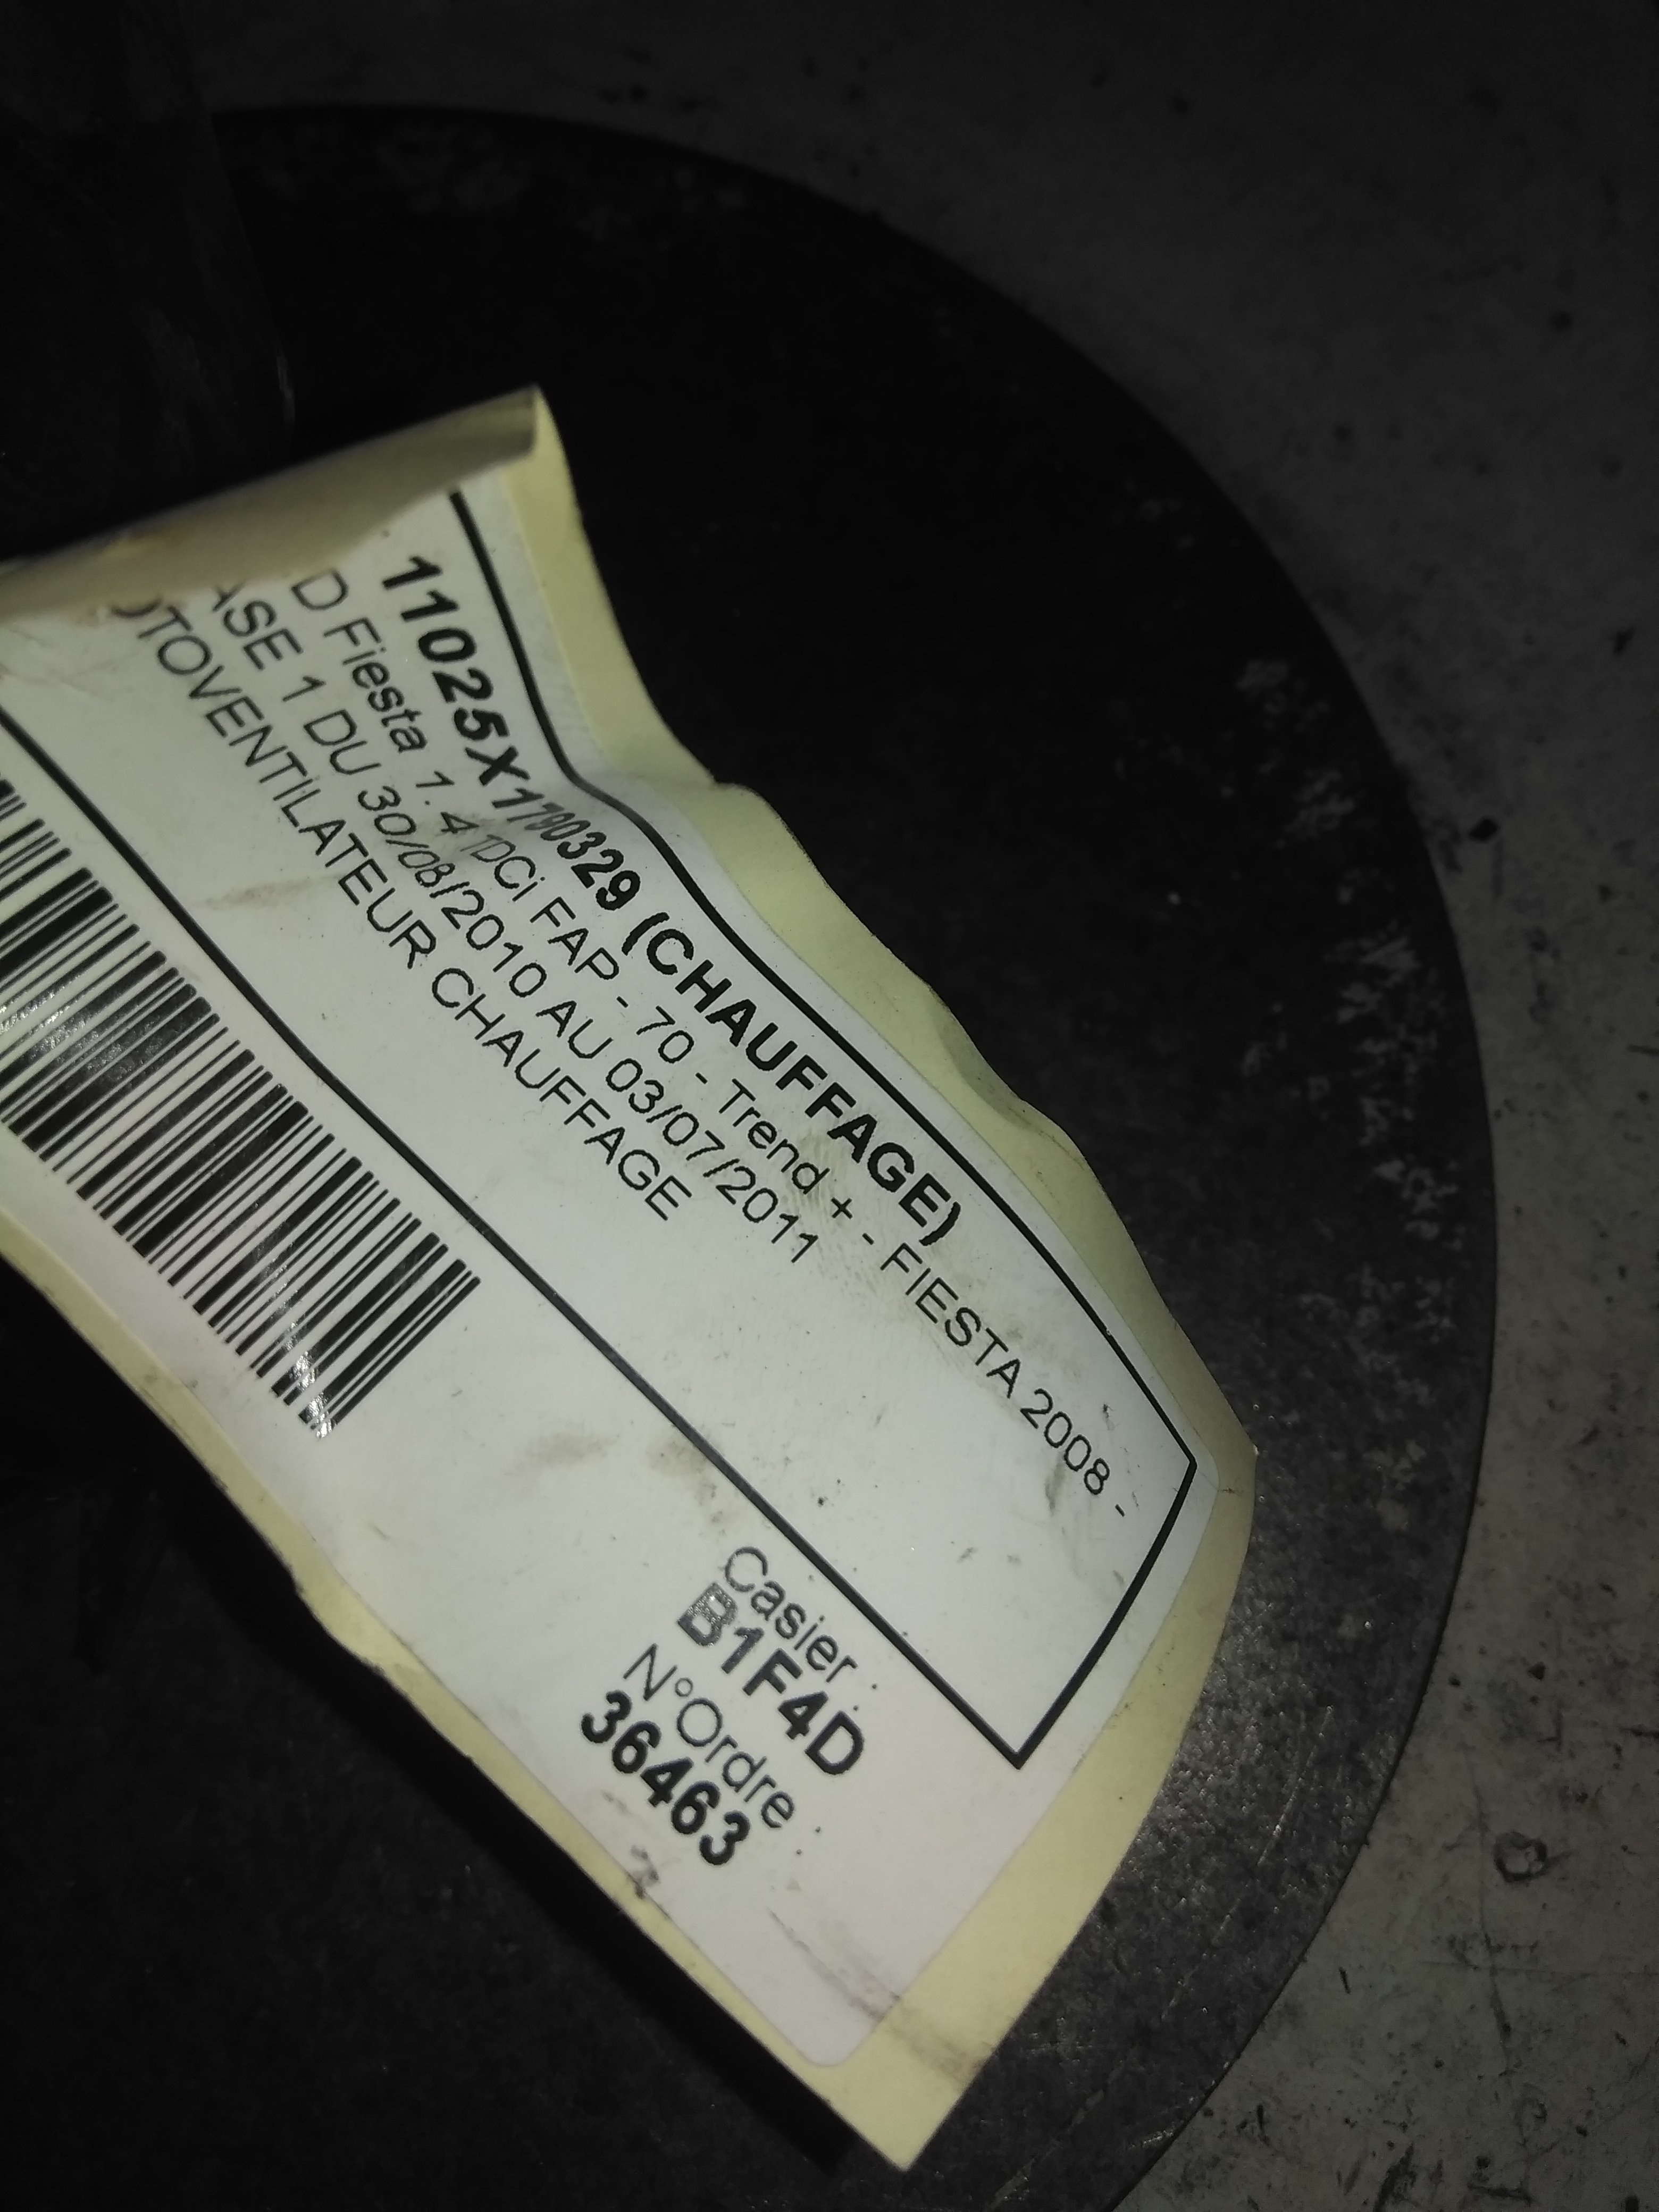 11025X1790329 (CHAUFFAGE)
D Fiesta 1.4 TDCi FAP - 70 - Trend + - FIESTA 2008 -
ASE 1 DU 30/08/2010 AU 03/07/2011
OTOVENTILATEUR CHAUFFAGE
Casier :
B1F4D
N°Ordre :
36463